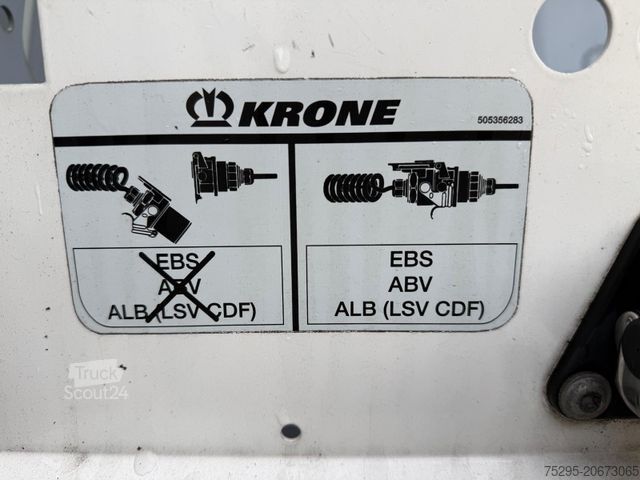 KRONE
505356283
EBS
ABV
ALB (LSV CDF)
EBS
ABV
ALB (LSV CDF)
Truck
Scout24
75295-20673065